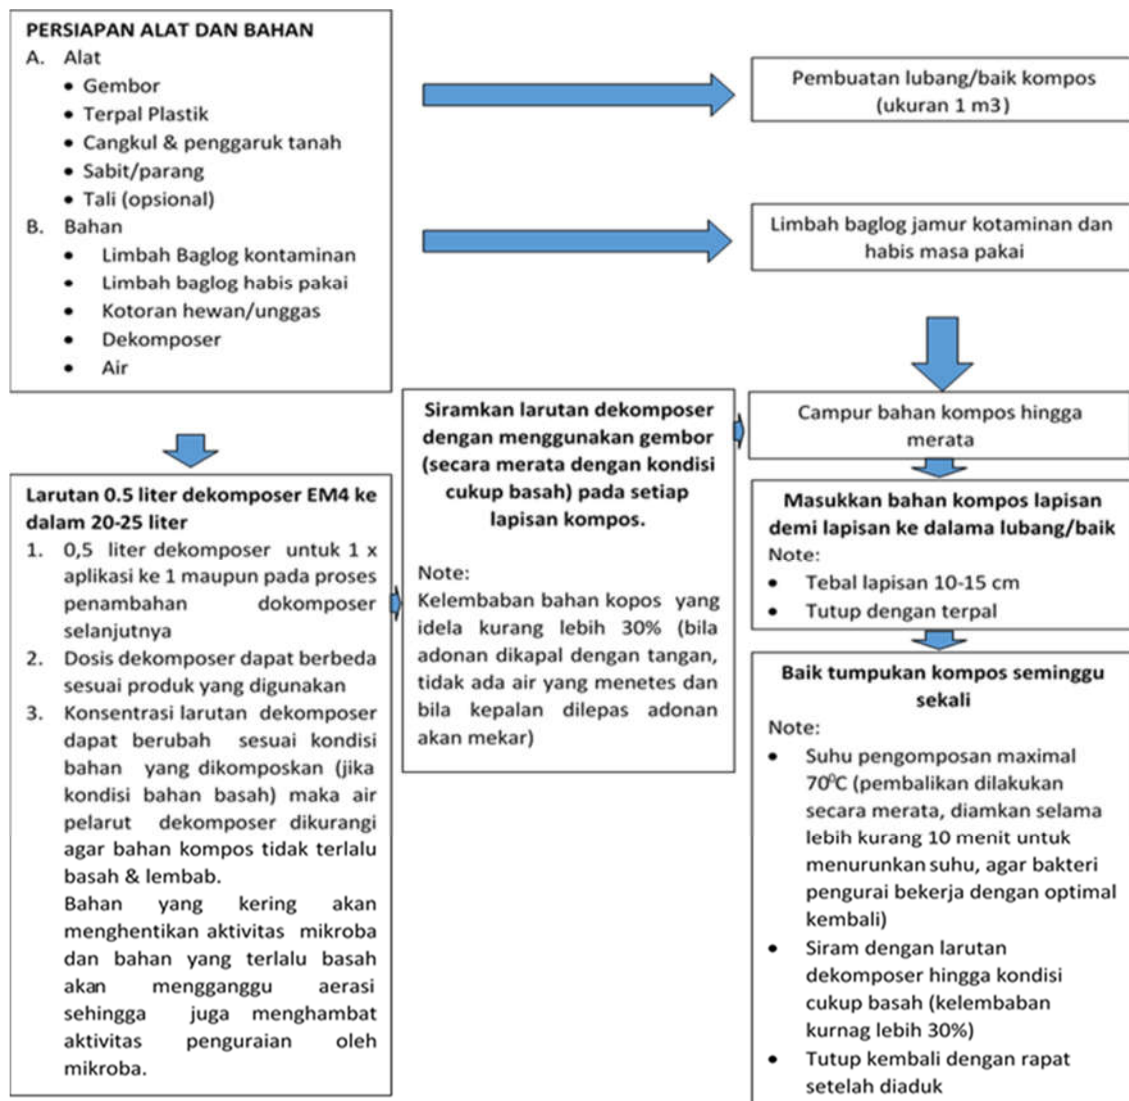 PERSIAPAN ALAT DAN BAHAN
A. Alat
• Gembor
• Terpal Plastik
• Cangkul & penggaruk tanah
• Sabit/parang
• Tali (opsional)
B. Bahan
• Limbah Baglog kontaminan
• Limbah baglog habis pakai
• Kotoran hewan/unggas
• Dekomposer
• Air
Pembuatan lubang/baik kompos
(ukuran 1 m3)
Limbah baglog jamur kotaminan dan
habis masa pakai
Larutan 0.5 liter dekomposer EM4 ke
dalam 20-25 liter
1. 0,5 liter dekomposer untuk 1 x
aplikasi ke 1 maupun pada proses
penambahan dokomposer
selanjutnya
2. Dosis dekomposer dapat berbeda
sesuai produk yang digunakan
3. Konsentrasi larutan dekomposer
dapat berubah sesuai kondisi
bahan yang dikomposkan (jika
kondisi bahan basah) maka air
pelarut dekomposer dikurangi
agar bahan kompos tidak terlalu
basah & lembab.
Bahan yang kering akan
menghentikan aktivitas mikroba
dan bahan yang terlalu basah
akan mengganggu aerasi
sehingga juga menghambat
aktivitas penguraian oleh
mikroba.
Siramkan larutan dekomposer
dengan menggunakan gembor
(secara merata dengan kondisi
cukup basah) pada setiap
lapisan kompos.
Note:
Kelembaban bahan kopos yang
idela kurang lebih 30% (bila
adonan dikapal dengan tangan,
tidak ada air yang menetes dan
bila kepalan dilepas adonan
akan mekar)
Campur bahan kompos hingga
merata
Masukkan bahan kompos lapisan
demi lapisan ke dalama lubang/baik
Note:
• Tebal lapisan 10-15 cm
• Tutup dengan terpal
Baik tumpukan kompos seminggu
sekali
Note:
• Suhu pengomposan maximal
70⁰C (pembalikan dilakukan
secara merata, diamkan selama
lebih kurang 10 menit untuk
menurunkan suhu, agar bakteri
pengurai bekerja dengan optimal
kembali)
• Siram dengan larutan
dekomposer hingga kondisi
cukup basah (kelembaban
kurnag lebih 30%)
• Tutup kembali dengan rapat
setelah diaduk